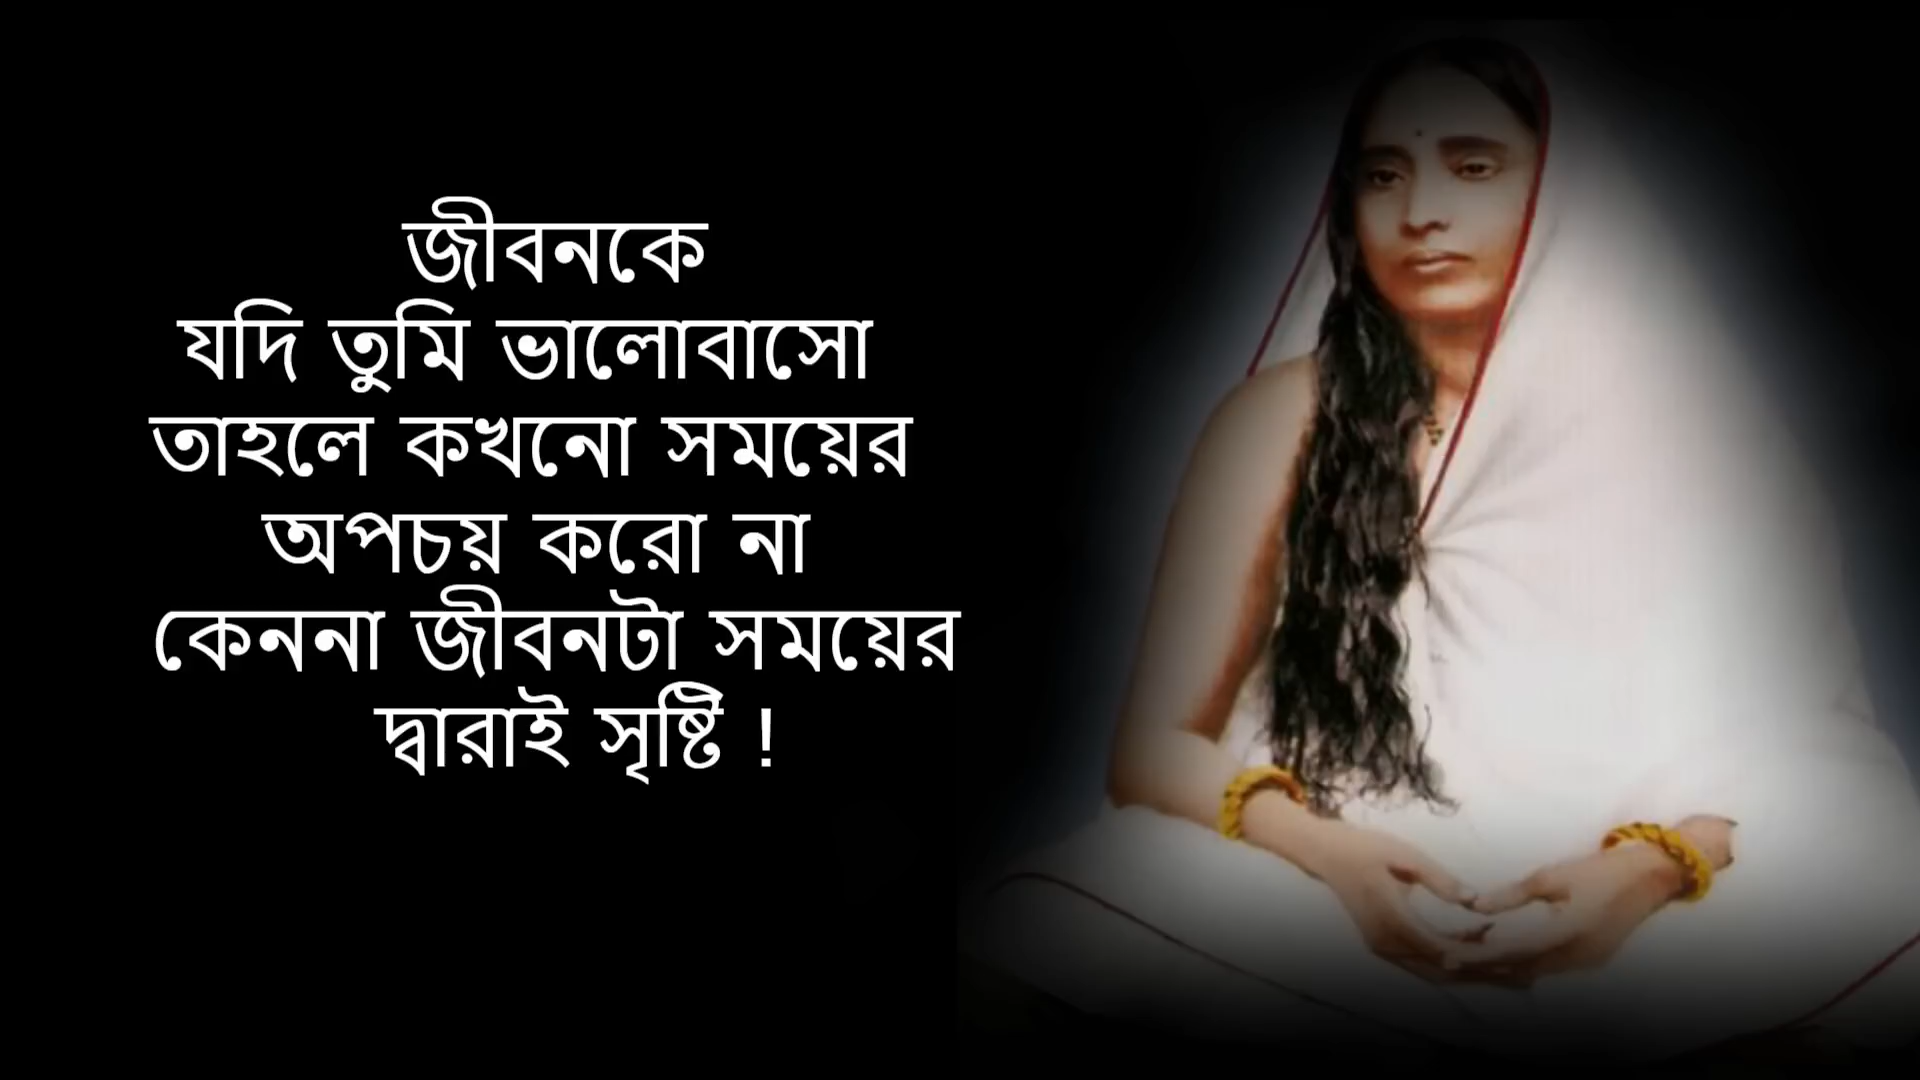 জীবনকে
যদি তুমি ভালোবাসো
তাহলে কখনো সময়ের
অপচয় করো না
কেননা জীবনটা সময়ের
দ্বারাই সৃষ্টি !